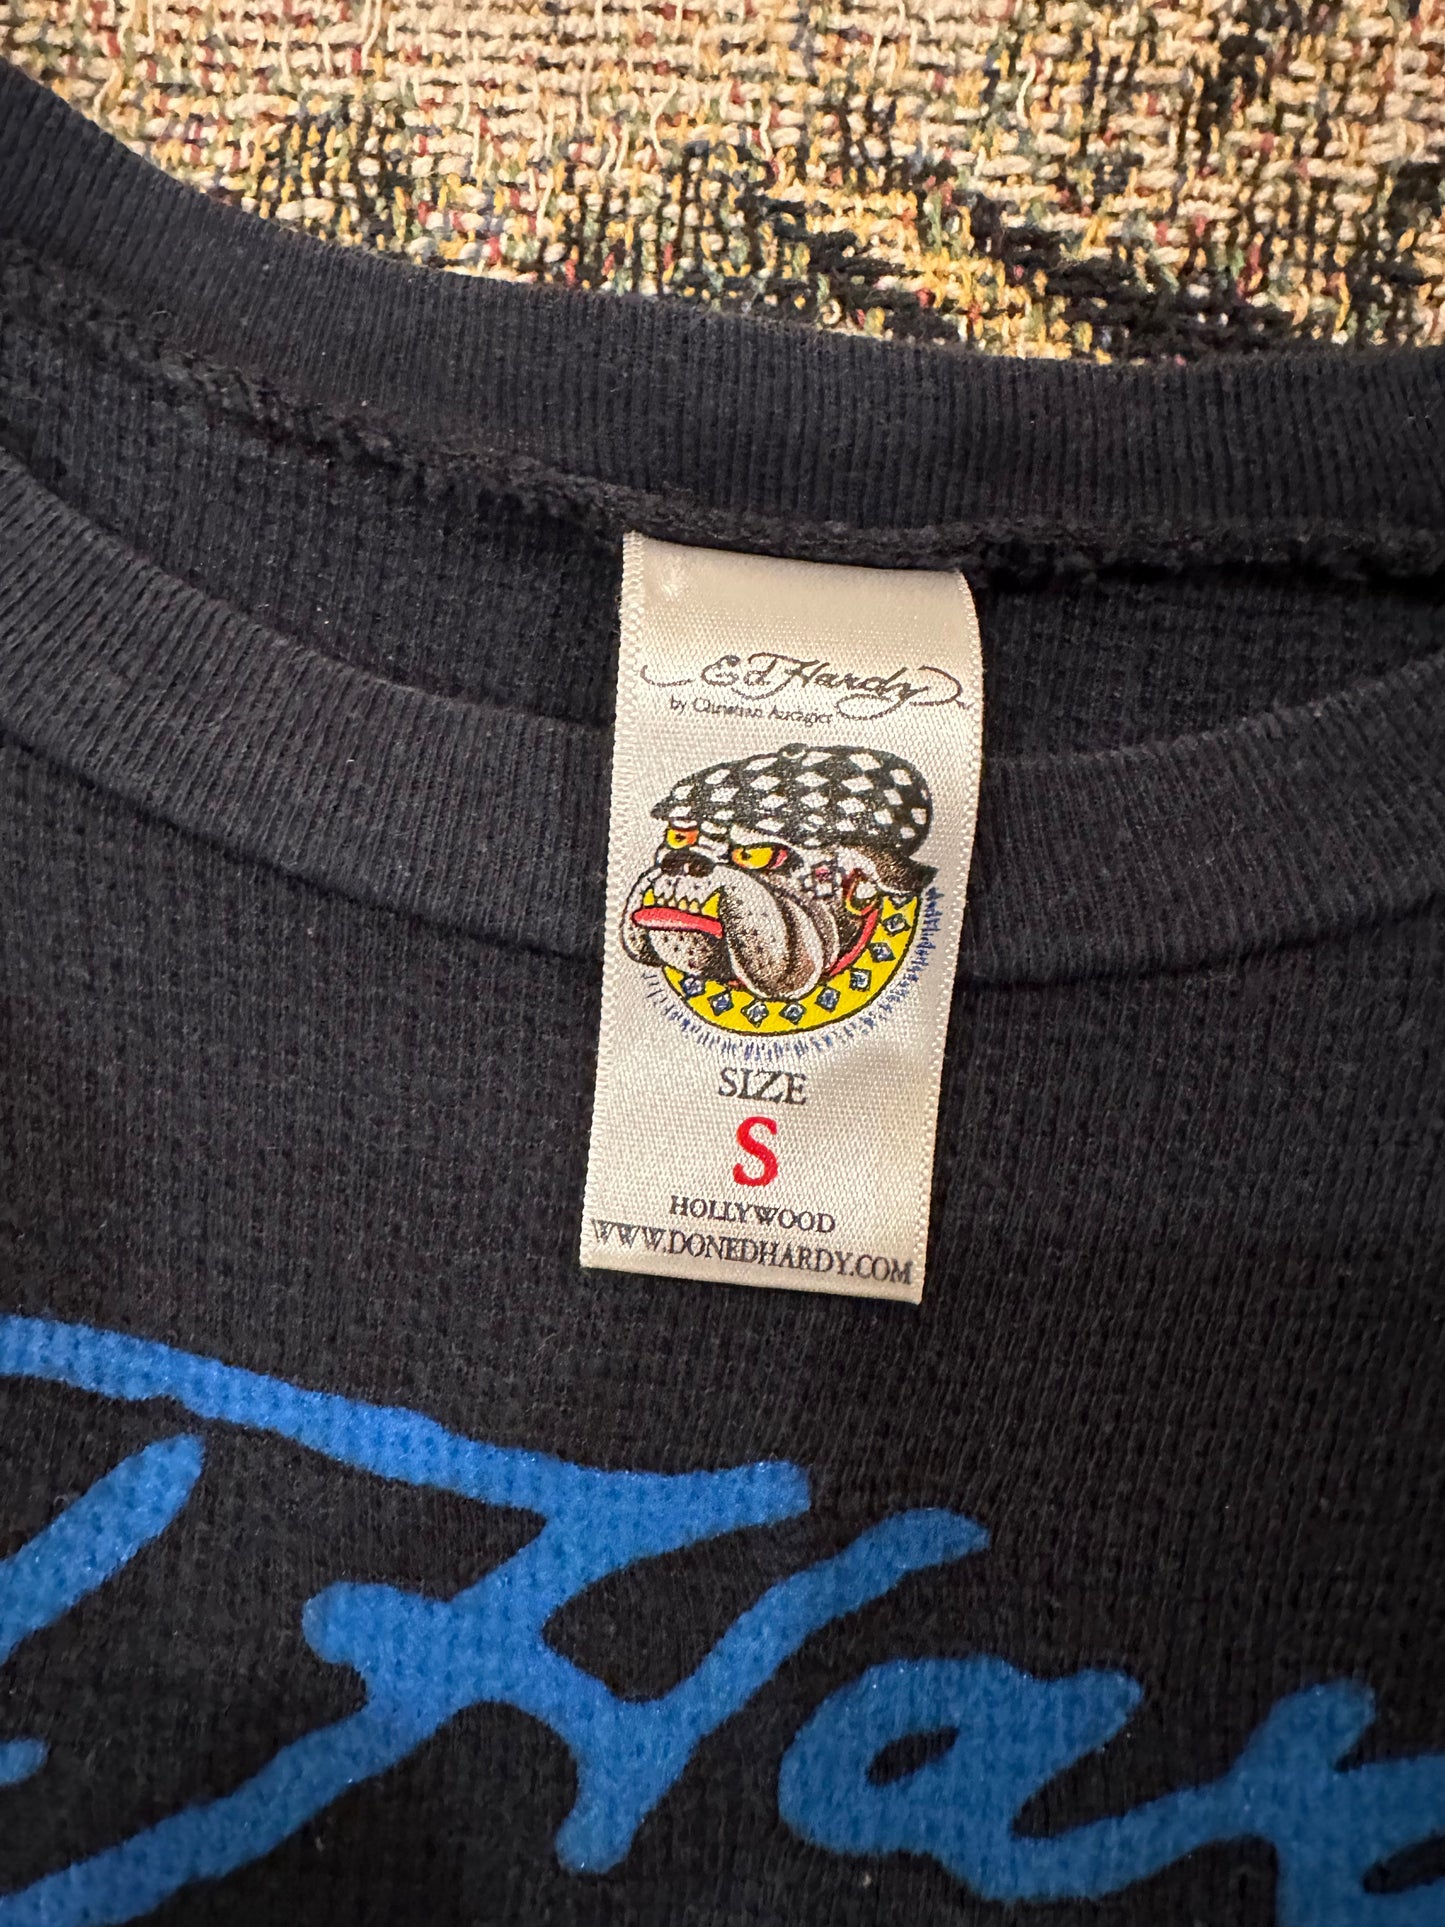 Ed Hardy
by Christian Audigier
SIZE
S
HOLLYWOOD
WWW.DONEDHARDY.COM